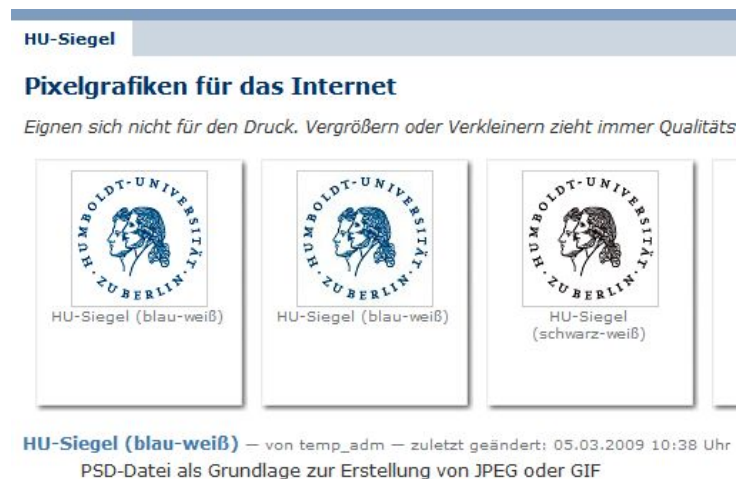 HU-Siegel
Pixelgrafiken für das Internet
Eignen sich nicht für den Druck. Vergrößern oder Verkleinern zieht immer Qualitäts
HUMBOLDT-UNIVERSITÄT · ZU BERLIN ·
HU-Siegel (blau-weiß)
HUMBOLDT-UNIVERSITÄT · ZU BERLIN ·
HU-Siegel (blau-weiß)
HUMBOLDT-UNIVERSITÄT · ZU BERLIN ·
HU-Siegel
(schwarz-weiß)
HU-Siegel (blau-weiß) — von temp_adm — zuletzt geändert: 05.03.2009 10:38 Uhr
PSD-Datei als Grundlage zur Erstellung von JPEG oder GIF